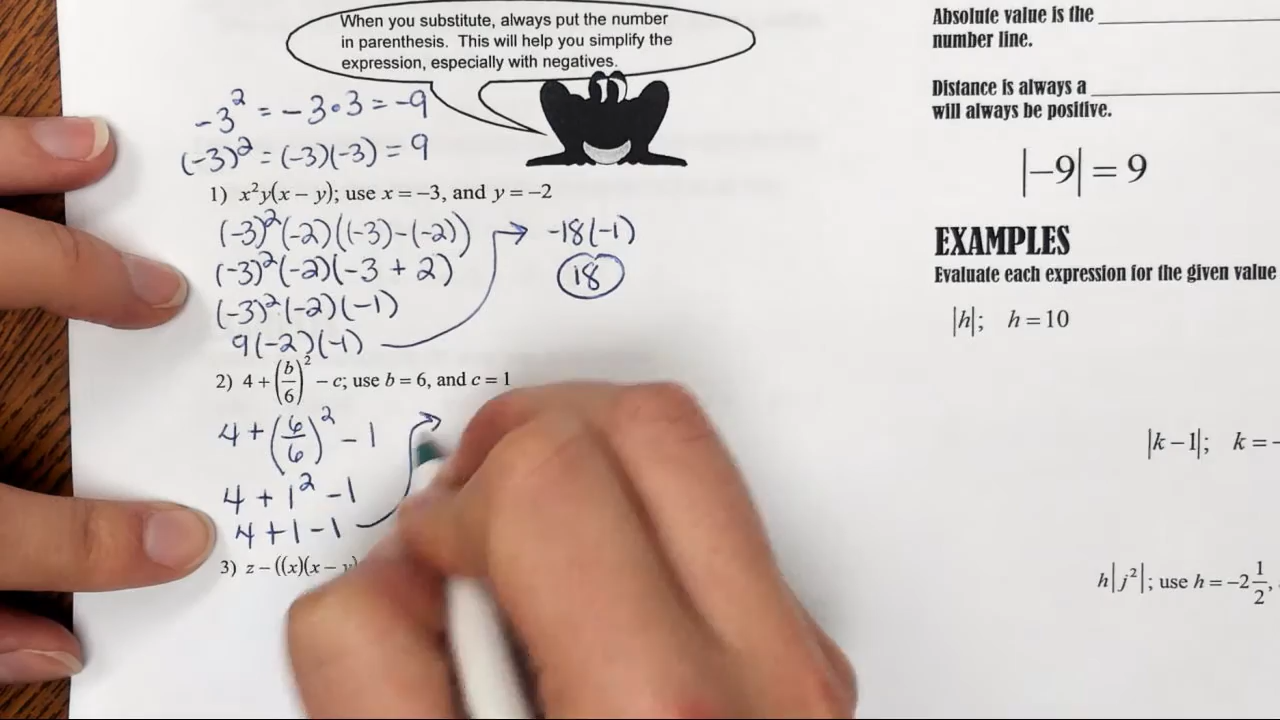 When you substitute, always put the number
in parenthesis. This will help you simplify the
expression, especially with negatives.
-3² = -3•3 = -9
(-3)² = (-3)(-3) = 9
1) x²y(x – y); use x = –3, and y = –2
(-3)²(-2)((-3)-(-2))
(-3)²(-2)(-3 + 2)
(-3)²(-2)(-1)
9(-2)(-1)
-18(-1)
18
2) 4 + (b/6)² – c; use b = 6, and c = 1
4 + (6/6)² - 1
4 + 1² - 1
4 + 1 - 1
3) z – ((x)(x – y)
Absolute value is the
number line.
Distance is always a
will always be positive.
|–9| = 9
EXAMPLES
Evaluate each expression for the given value
|h|; h = 10
|k – 1|; k = -
h|j²|; use h = –2 1/2,